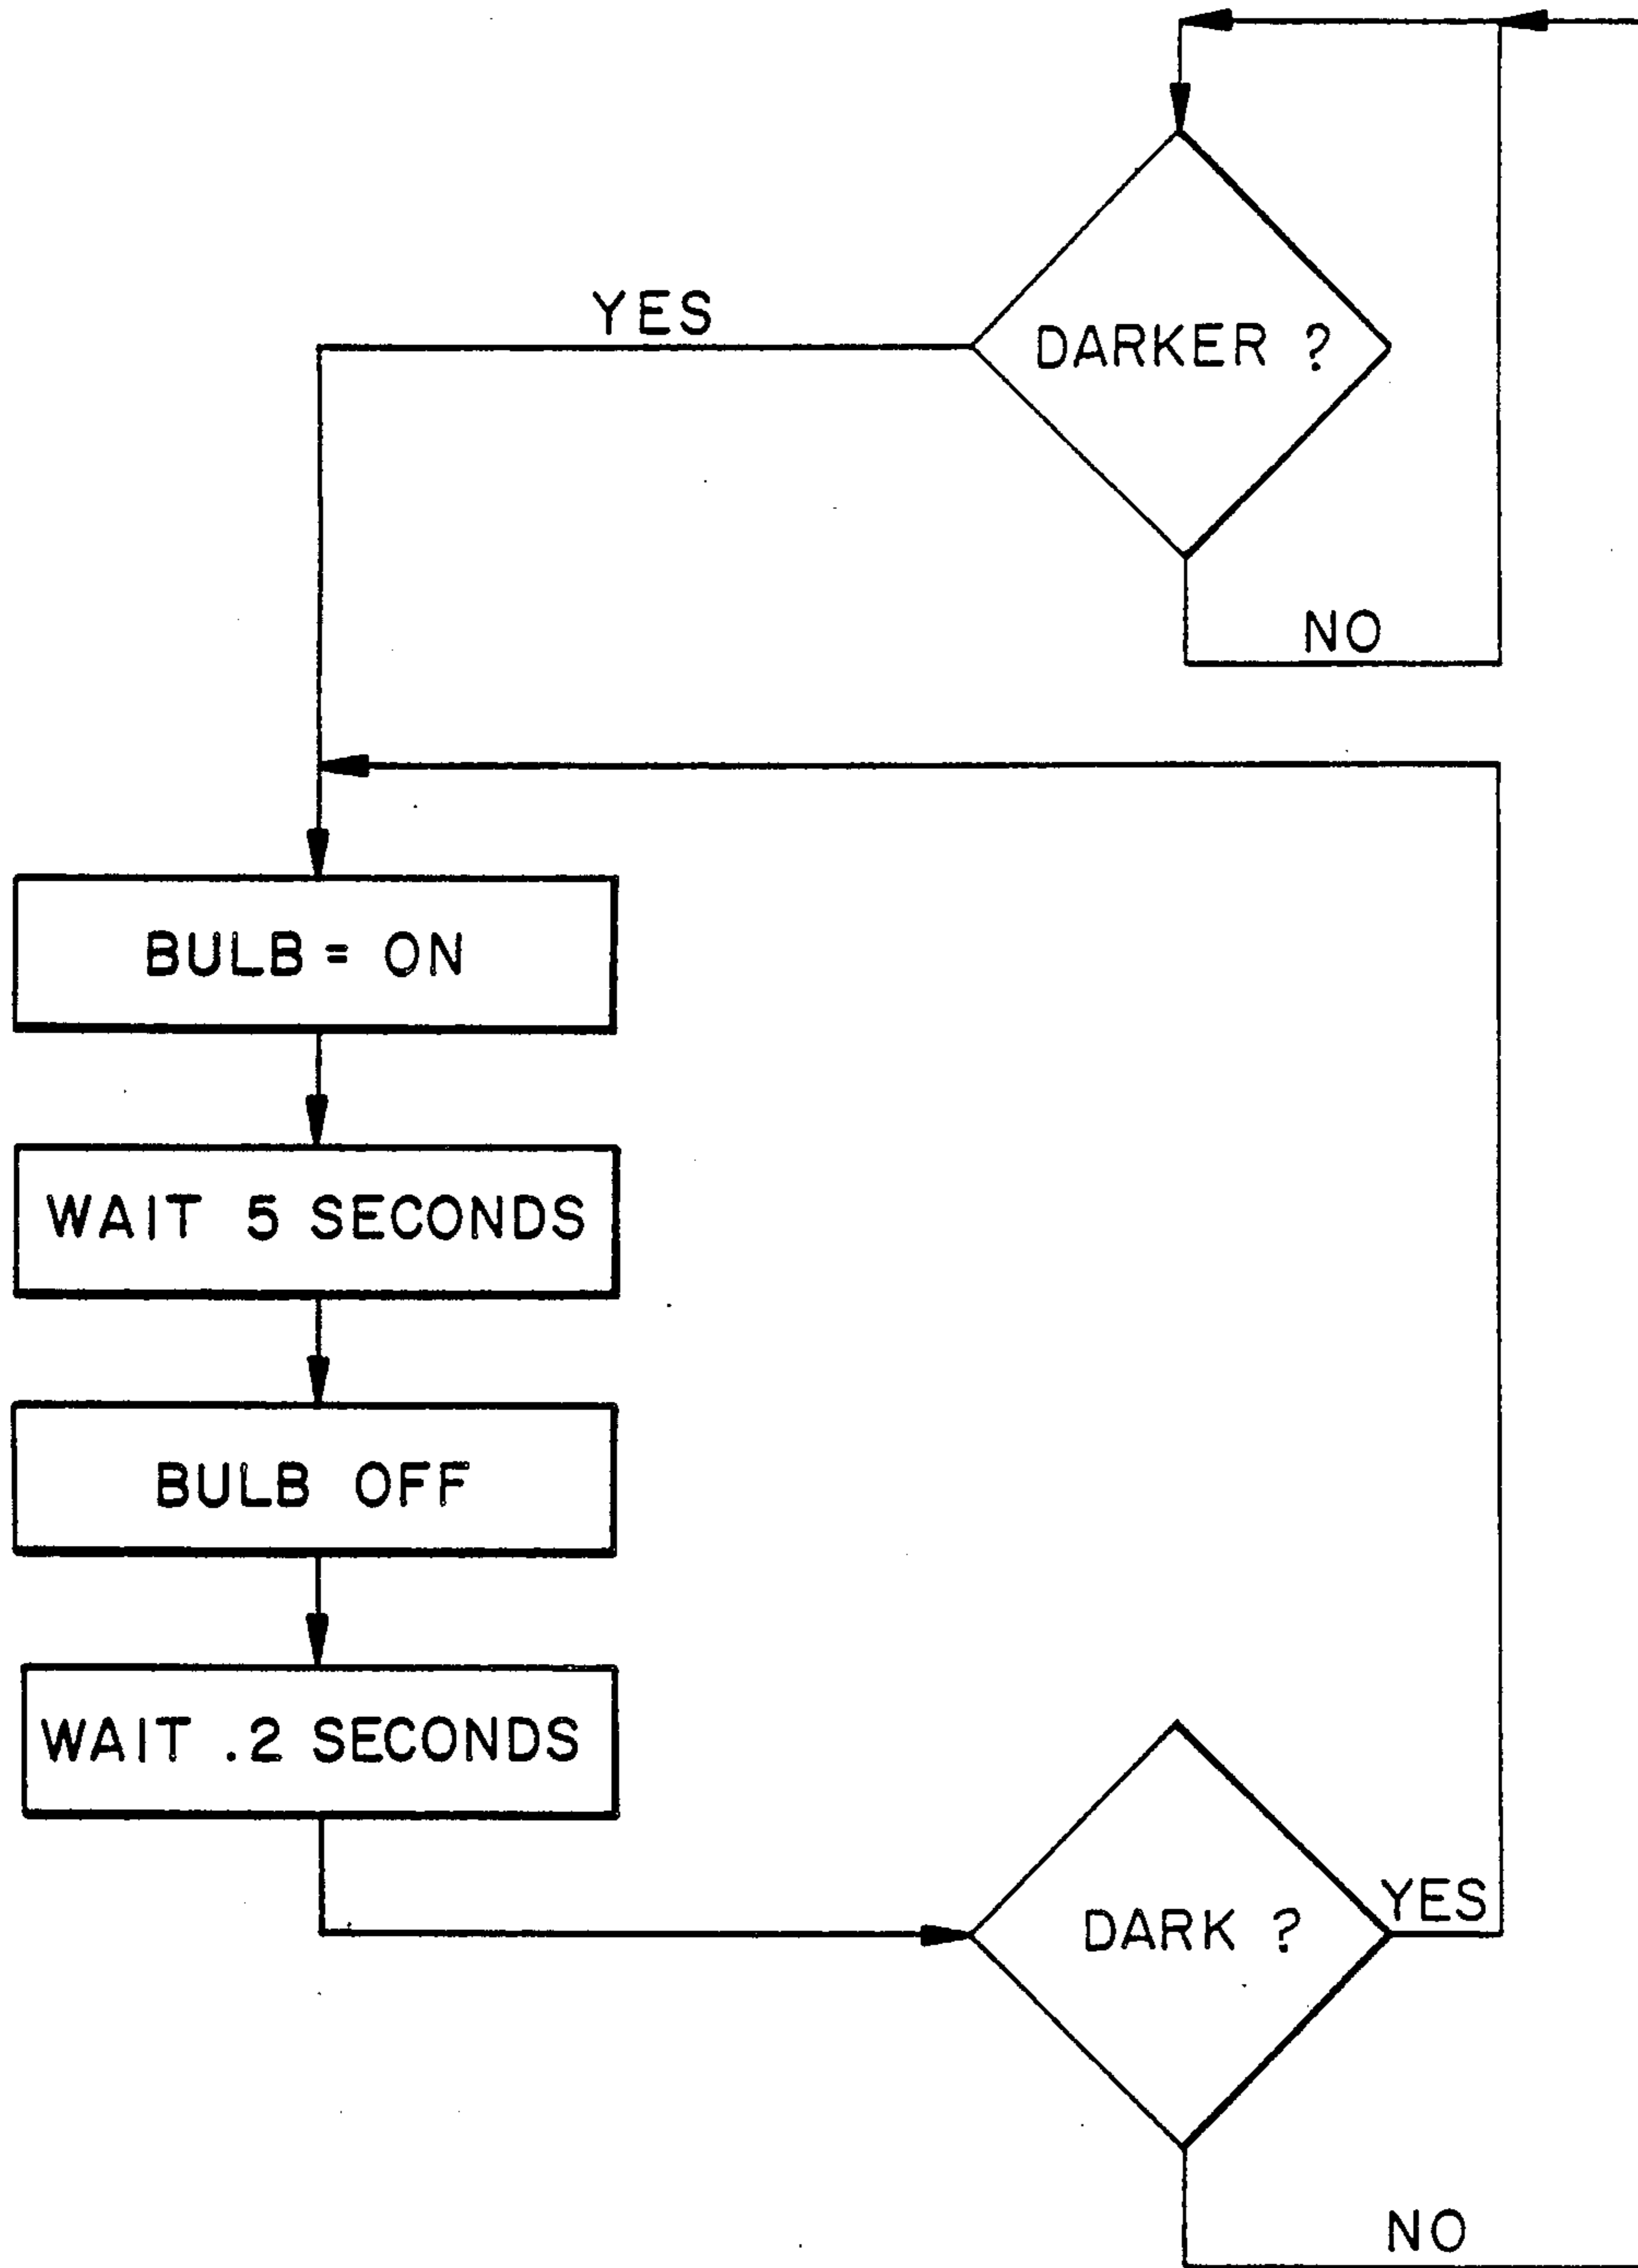 YES
DARKER ?
NO
BULB = ON
WAIT 5 SECONDS
BULB OFF
WAIT .2 SECONDS
DARK ?
YES
NO